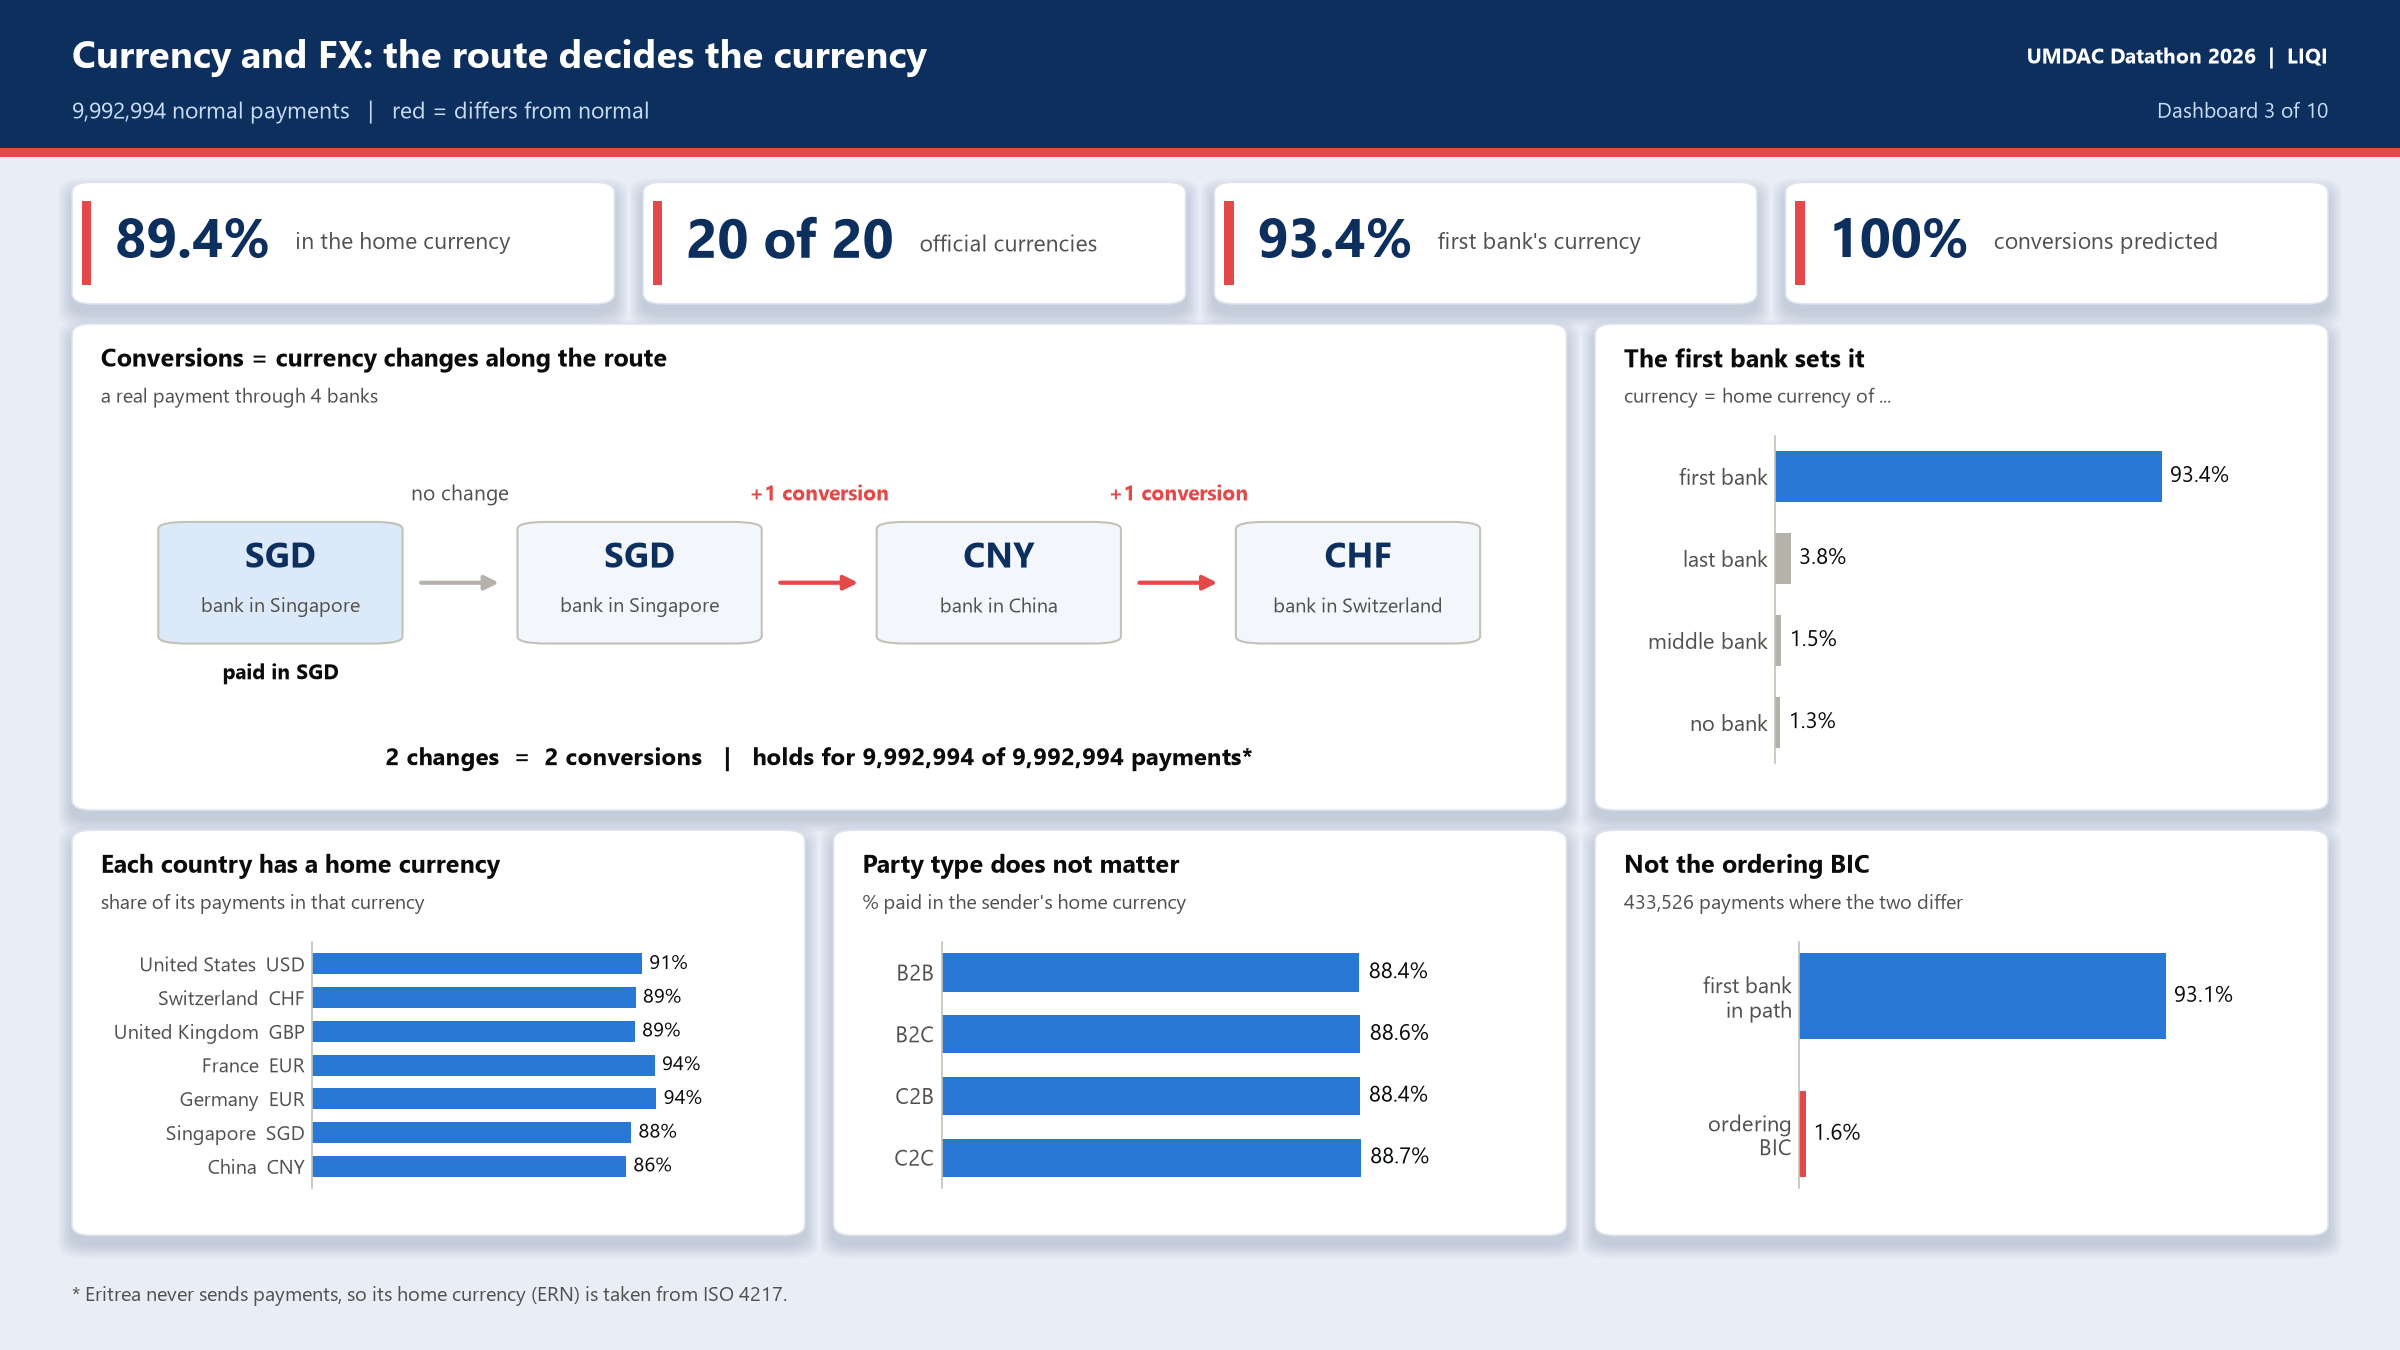 Currency and FX: the route decides the currency
UMDAC Datathon 2026 | LIQI
9,992,994 normal payments | red = differs from normal
Dashboard 3 of 10
89.4% in the home currency
20 of 20 official currencies
93.4% first bank's currency
100% conversions predicted
Conversions = currency changes along the route
a real payment through 4 banks
no change
+1 conversion
+1 conversion
SGD
bank in Singapore
SGD
bank in Singapore
CNY
bank in China
CHF
bank in Switzerland
paid in SGD
2 changes = 2 conversions | holds for 9,992,994 of 9,992,994 payments*
The first bank sets it
currency = home currency of ...
first bank 93.4%
last bank 3.8%
middle bank 1.5%
no bank 1.3%
Each country has a home currency
share of its payments in that currency
United States USD 91%
Switzerland CHF 89%
United Kingdom GBP 89%
France EUR 94%
Germany EUR 94%
Singapore SGD 88%
China CNY 86%
Party type does not matter
% paid in the sender's home currency
B2B 88.4%
B2C 88.6%
C2B 88.4%
C2C 88.7%
Not the ordering BIC
433,526 payments where the two differ
first bank
in path
93.1%
ordering
BIC
1.6%
* Eritrea never sends payments, so its home currency (ERN) is taken from ISO 4217.